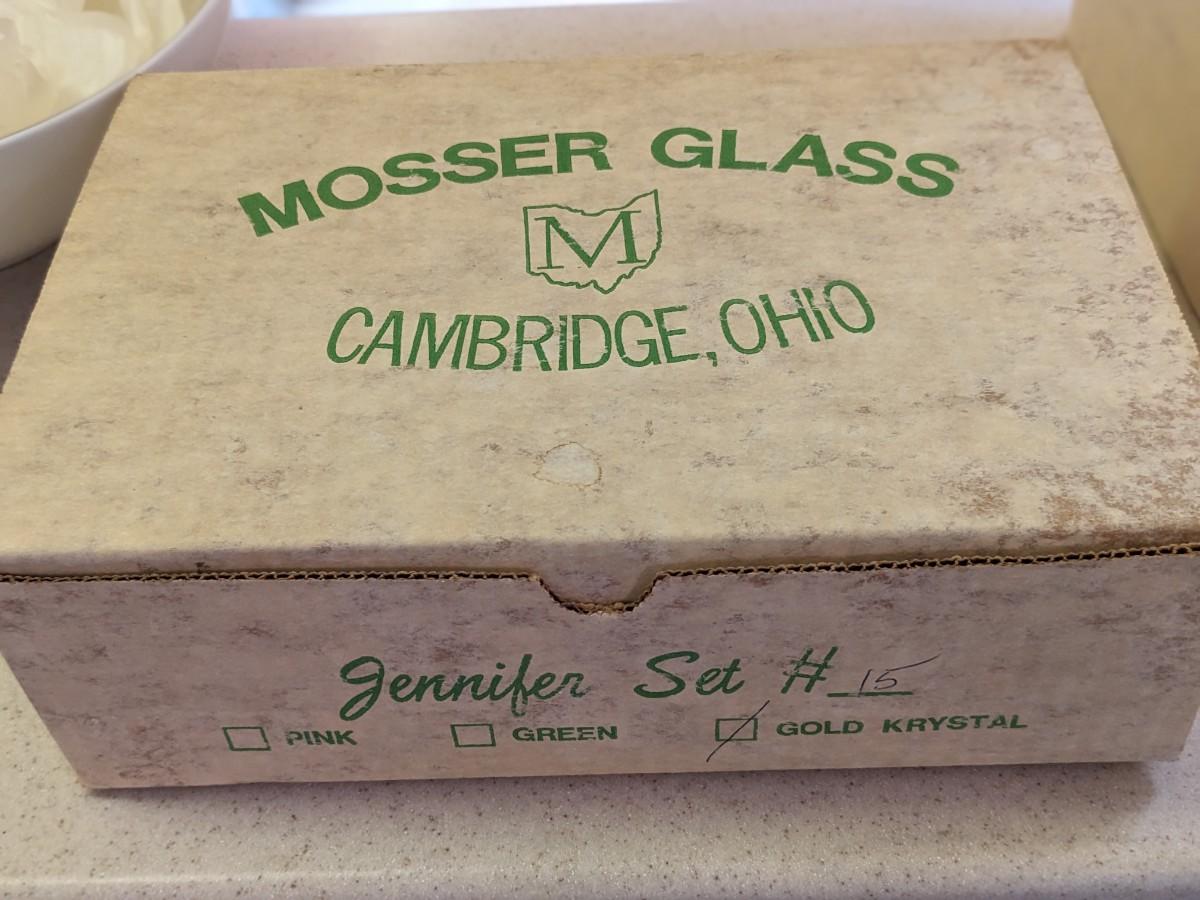 MOSSER GLASS
M
CAMBRIDGE, OHIO
Jennifer Set # 15
PINK GREEN GOLD KRYSTAL